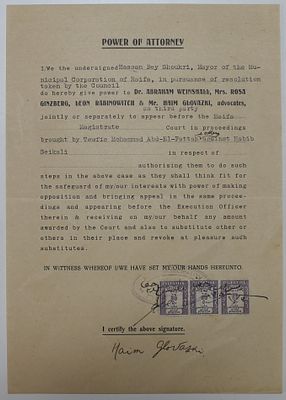 POWER OF ATTORNEY
I/We the undersigned Hassan Bey Shoukri, Mayor of the Mu-
nicipal Corporation of Haifa, in pursuance of resolution
taken by the Council
do hereby give power to Dr. ABRAHAM WEINSHALL, Mrs. ROSA
GINZBERG, LEON RABINOWITCH & Mr. HAIM GLOVAZKI, advocates,
as third party
jointly or separately to appear before the Haifa
Magistrate Court in proceedings
brought by Tewfic Mohammad Abu-El-Fattah against Habib
Seikali in respect of
authorising them to do such
steps in the above case as they shall think fit for
the safeguard of my/our interests with power of making
opposition and bringing appeal in the same procee-
dings and appearing before the Execution Officer
therein & receiving on my/our behalf any amount
awarded by the Court and also to substitute other or
others in their place and revoke at pleasure such
substitutes.
IN WITNESS WHEREOF I/WE HAVE SET MY/OUR HANDS HEREUNTO.
I certify the above signature.
Haim Glovazki